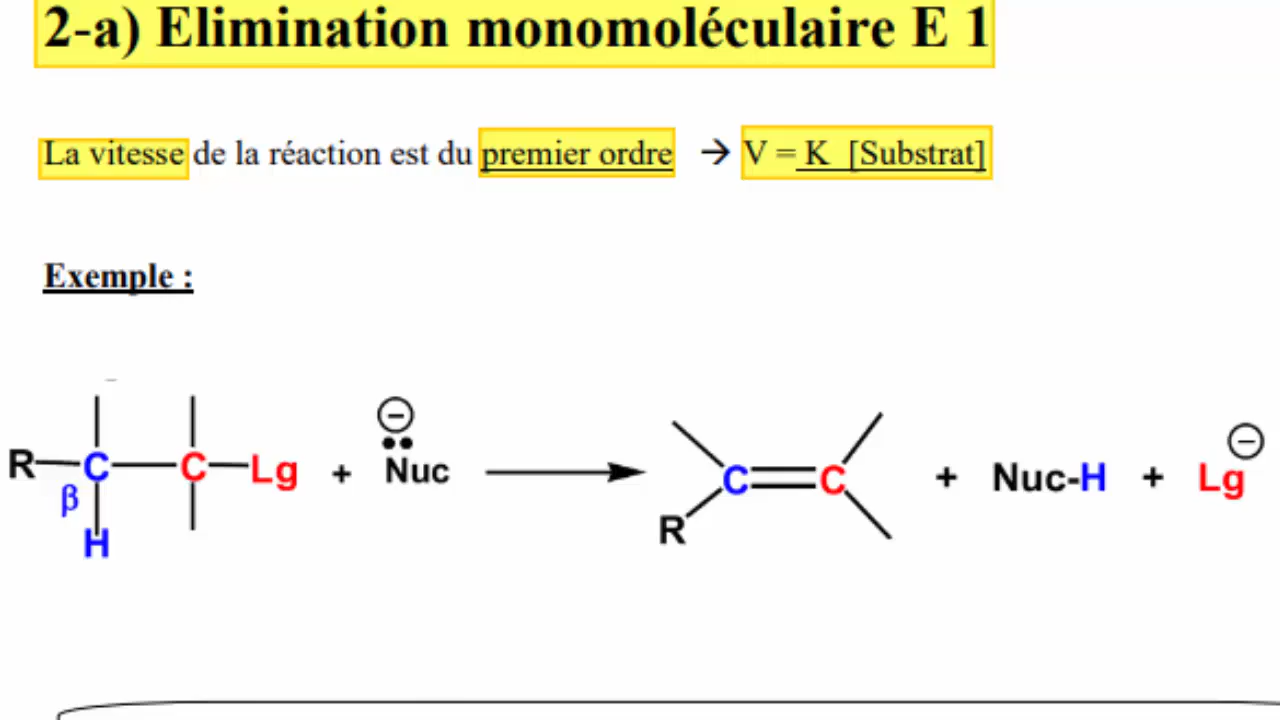 2-a) Elimination monomoléculaire E 1
La vitesse de la réaction est du premier ordre → V = K [Substrat]
Exemple :
R C C Lg + Nuc C C + Nuc-H + Lg
β
R
H